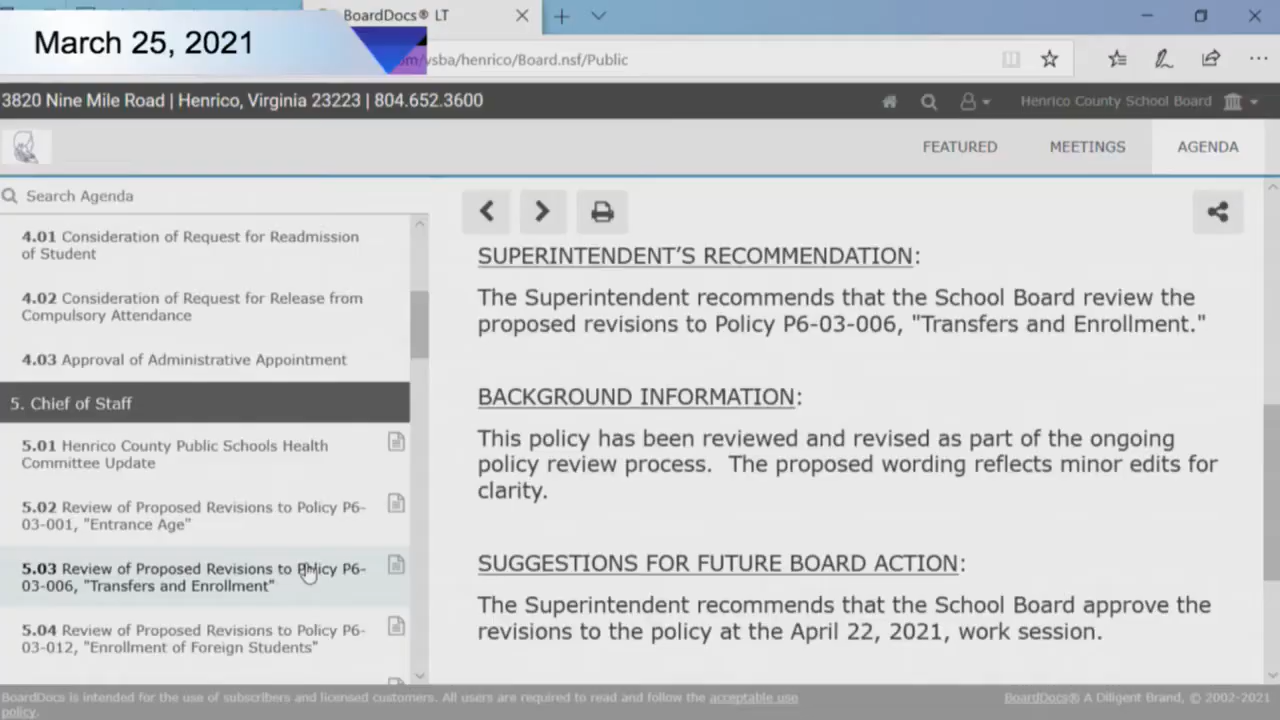 BoardDocs® LT
March 25, 2021
om/vsba/henrico/Board.nsf/Public
3820 Nine Mile Road | Henrico, Virginia 23223 | 804.652.3600
Henrico County School Board
FEATURED
MEETINGS
AGENDA
Search Agenda
4.01 Consideration of Request for Readmission
of Student
4.02 Consideration of Request for Release from
Compulsory Attendance
4.03 Approval of Administrative Appointment
5. Chief of Staff
5.01 Henrico County Public Schools Health
Committee Update
5.02 Review of Proposed Revisions to Policy P6-
03-001, "Entrance Age"
5.03 Review of Proposed Revisions to Policy P6-
03-006, "Transfers and Enrollment"
5.04 Review of Proposed Revisions to Policy P6-
03-012, "Enrollment of Foreign Students"
SUPERINTENDENT'S RECOMMENDATION:
The Superintendent recommends that the School Board review the
proposed revisions to Policy P6-03-006, "Transfers and Enrollment."
BACKGROUND INFORMATION:
This policy has been reviewed and revised as part of the ongoing
policy review process.  The proposed wording reflects minor edits for
clarity.
SUGGESTIONS FOR FUTURE BOARD ACTION:
The Superintendent recommends that the School Board approve the
revisions to the policy at the April 22, 2021, work session.
BoardDocs is intended for the use of subscribers and licensed customers. All users are required to read and follow the acceptable use
policy.
BoardDocs® A Diligent Brand, © 2002-2021